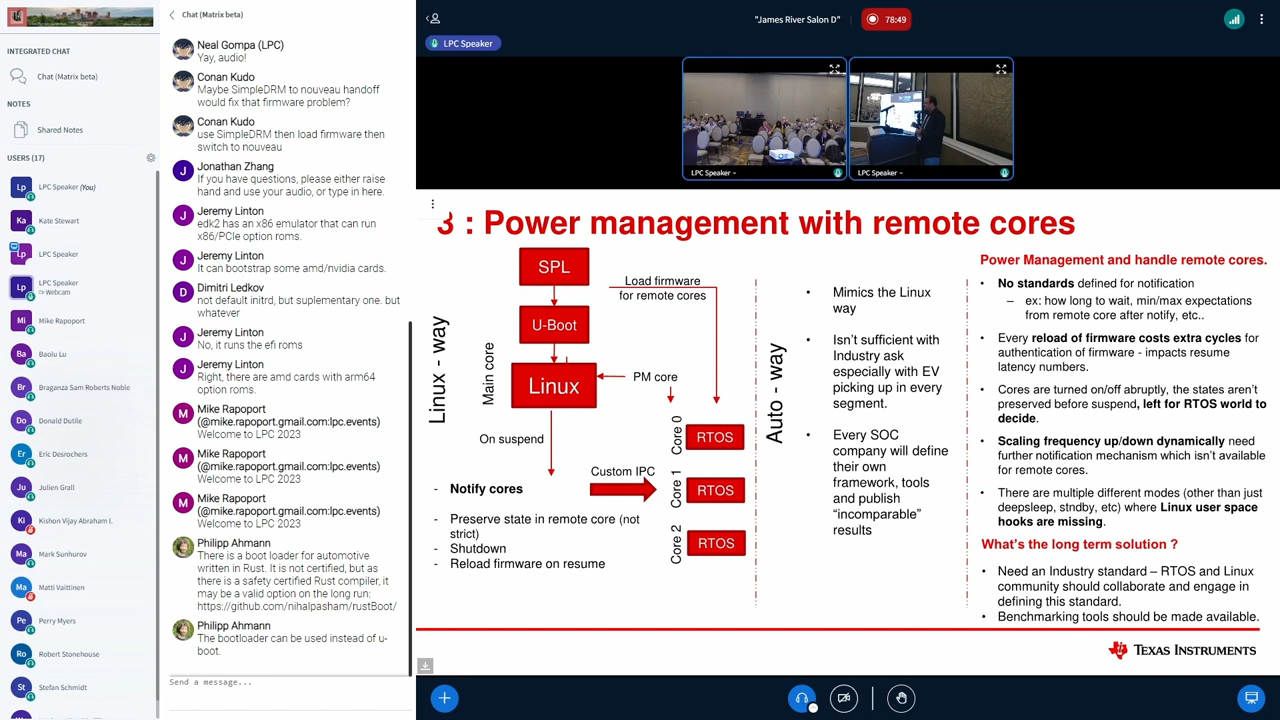 INTEGRATED CHAT
Chat (Matrix beta)
NOTES
Shared Notes
USERS (17)
Lp LPC Speaker (You)
Ka Kate Stewart
Lp LPC Speaker
Lp LPC Speaker
Webcam
Mi Mike Rapoport
Ba Baolu Lu
Br Braganza Sam Roberts Noble
Do Donald Dutile
Er Eric Desrochers
Ju Julien Grall
Ki Kishon Vijay Abraham I.
Ma Mark Sunhurov
Ma Matti Vaittinen
Pe Perry Myers
Ro Robert Stonehouse
St Stefan Schmidt
Chat (Matrix beta)
Neal Gompa (LPC)
Yay, audio!
Conan Kudo
Maybe SimpleDRM to nouveau handoff
would fix that firmware problem?
Conan Kudo
use SimpleDRM then load firmware then
switch to nouveau
J Jonathan Zhang
If you have questions, please either raise
hand and use your audio, or type in here.
J Jeremy Linton
edk2 has an x86 emulator that can run
x86/PCIe option roms.
J Jeremy Linton
It can bootstrap some amd/nvidia cards.
D Dimitri Ledkov
not default initrd, but suplementary one. but
whatever
J Jeremy Linton
No, it runs the efi roms
J Jeremy Linton
Right, there are amd cards with arm64
option roms.
M Mike Rapoport
(@mike.rapoport.gmail.com:lpc.events)
Welcome to LPC 2023
M Mike Rapoport
(@mike.rapoport.gmail.com:lpc.events)
Welcome to LPC 2023
M Mike Rapoport
(@mike.rapoport.gmail.com:lpc.events)
Welcome to LPC 2023
Philipp Ahmann
There is a boot loader for automotive
written in Rust. It is not certified, but as
there is a safety certified Rust compiler, it
may be a valid option on the long run:
https://github.com/nihalpasham/rustBoot/
Philipp Ahmann
The bootloader can be used instead of u-
boot.
Send a message...
"James River Salon D"
78:49
LPC Speaker
LPC Speaker
LPC Speaker
3 : Power management with remote cores
Linux - way
Main core
SPL
U-Boot
Linux
Load firmware
for remote cores
PM core
On suspend
Custom IPC
Core 0
RTOS
Core 1
RTOS
Core 2
RTOS
- Notify cores
- Preserve state in remote core (not
strict)
- Shutdown
- Reload firmware on resume
Auto - way
• Mimics the Linux
way
• Isn't sufficient with
Industry ask
especially with EV
picking up in every
segment.
• Every SOC
company will define
their own
framework, tools
and publish
“incomparable”
results
Power Management and handle remote cores.
• No standards defined for notification
– ex: how long to wait, min/max expectations
from remote core after notify, etc..
• Every reload of firmware costs extra cycles for
authentication of firmware - impacts resume
latency numbers.
• Cores are turned on/off abruptly, the states aren't
preserved before suspend, left for RTOS world to
decide.
• Scaling frequency up/down dynamically need
further notification mechanism which isn't available
for remote cores.
• There are multiple different modes (other than just
deepsleep, stndby, etc) where Linux user space
hooks are missing.
What's the long term solution ?
• Need an Industry standard – RTOS and Linux
community should collaborate and engage in
defining this standard.
• Benchmarking tools should be made available.
TEXAS INSTRUMENTS